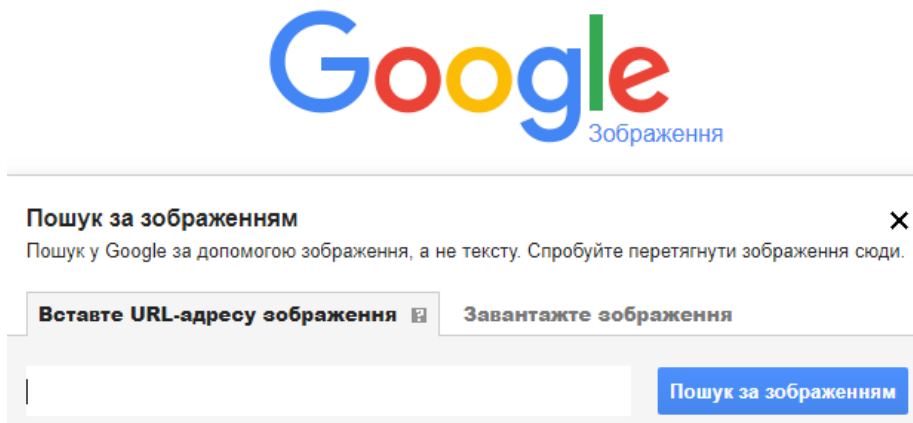 Google
Зображення
Пошук за зображенням
Пошук у Google за допомогою зображення, а не тексту. Спробуйте перетягнути зображення сюди.
Вставте URL-адресу зображення ? Завантажте зображення
Пошук за зображенням